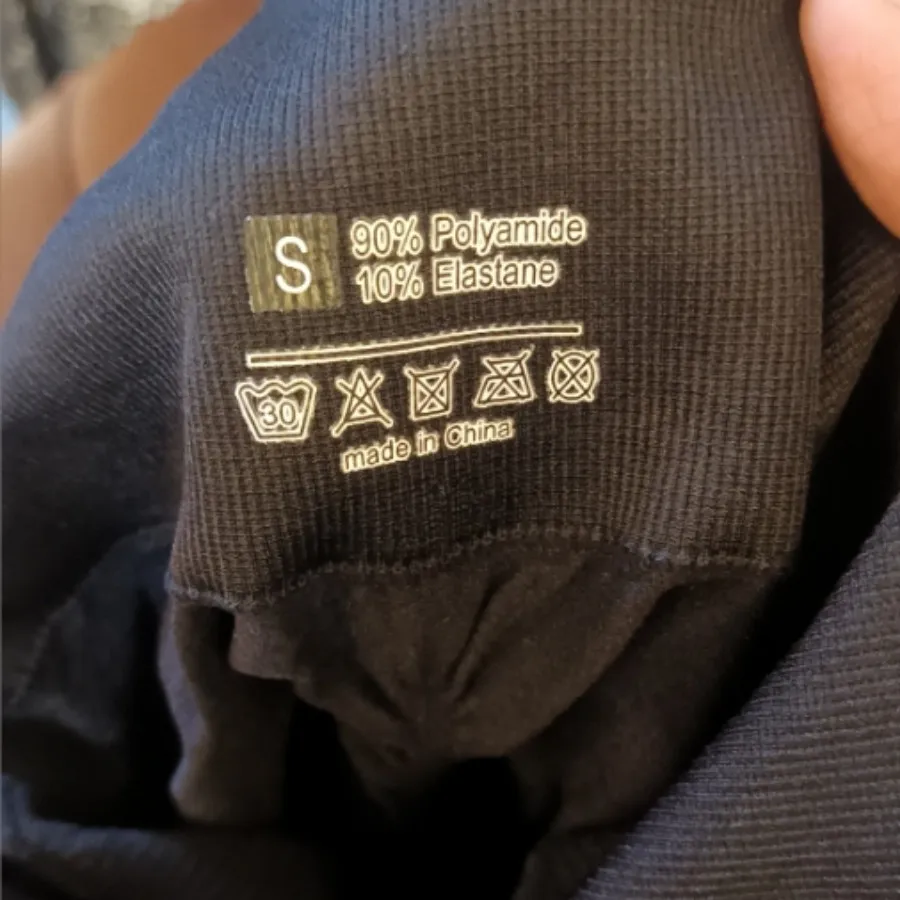 S
90% Polyamide
10% Elastane
30
made in China